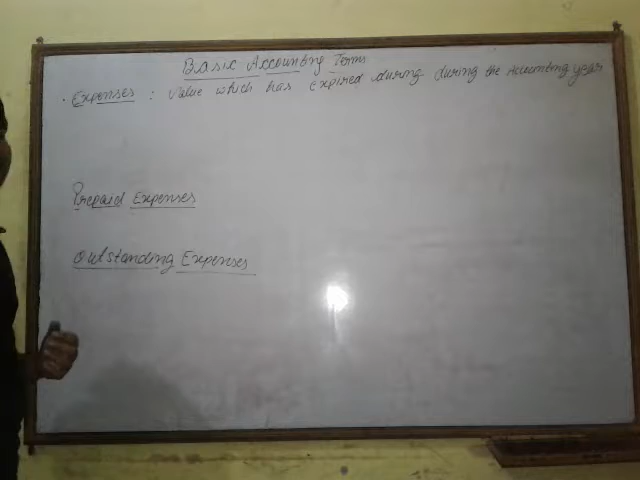 Basic Accounting Terms
· Expenses : Value which has expired during during the Accounting year
Prepaid Expenses
Outstanding Expenses